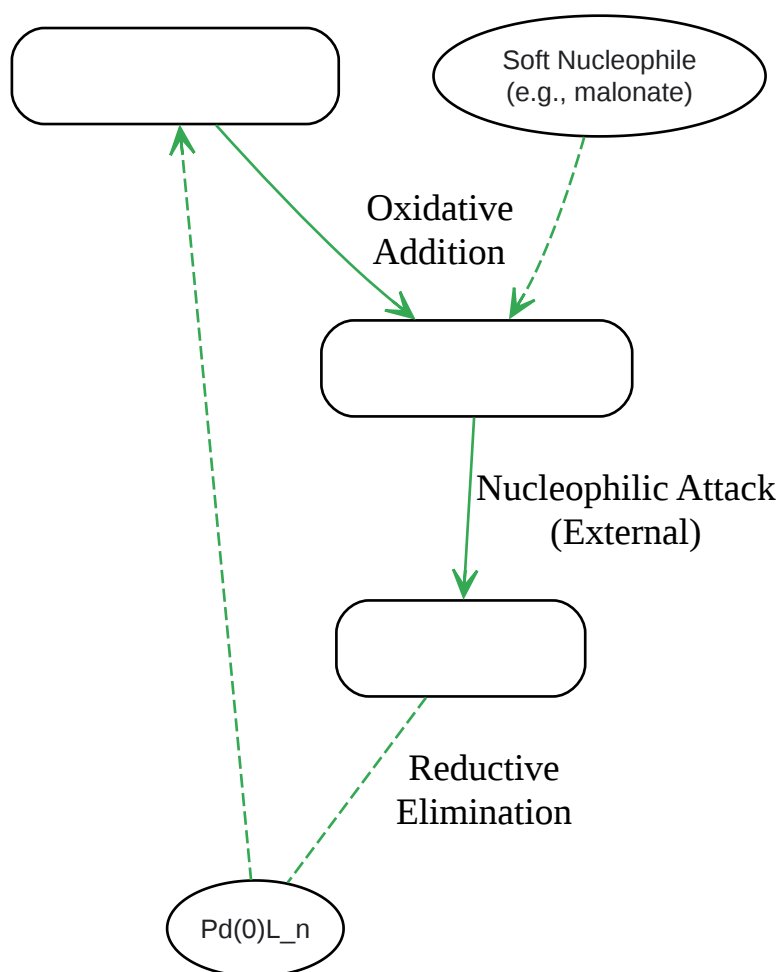 Soft Nucleophile
(e.g., malonate)
Oxidative
Addition
Nucleophilic Attack
(External)
Reductive
Elimination
Pd(0)L_n